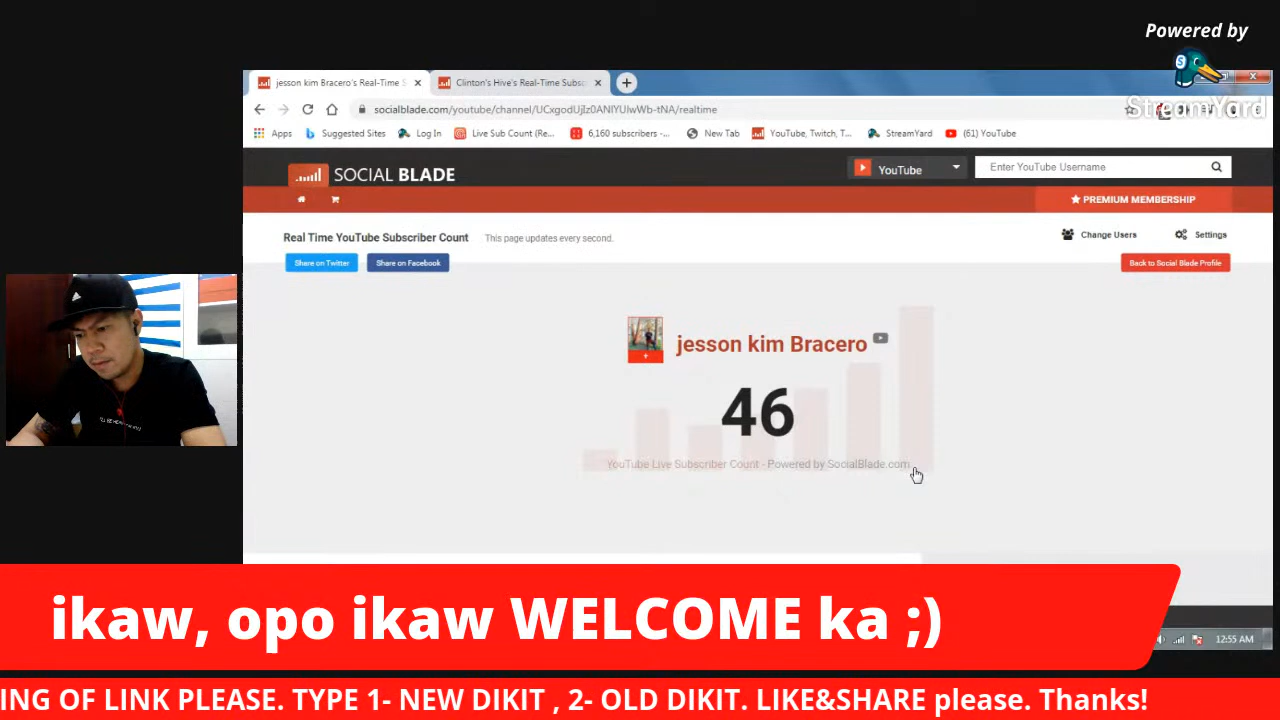 Powered by
StreamYard
jesson kim Bracero's Real-Time S
Clinton's Hive's Real-Time Subsc
socialblade.com/youtube/channel/UCxgodUjIz0ANlYUlwWb-tNA/realtime
Apps
Suggested Sites
Log In
Live Sub Count (Re...
6,160 subscribers -...
New Tab
YouTube, Twitch, T...
StreamYard
(61) YouTube
SOCIAL BLADE
YouTube
Enter YouTube Username
PREMIUM MEMBERSHIP
Real Time YouTube Subscriber Count
This page updates every second.
Change Users
Settings
Share on Twitter
Share on Facebook
Back to Social Blade Profile
jesson kim Bracero
46
YouTube Live Subscriber Count - Powered by SocialBlade.com
ikaw, opo ikaw WELCOME ka ;)
12:55 AM
ING OF LINK PLEASE. TYPE 1- NEW DIKIT , 2- OLD DIKIT. LIKE&SHARE please. Thanks!